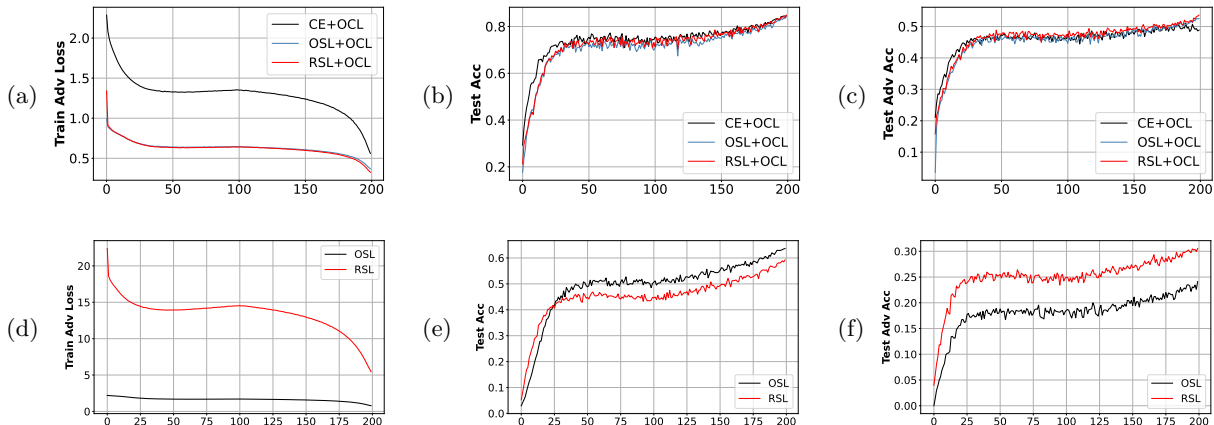 (a)
Train Adv Loss
2.0
1.5
1.0
0.5
0
50
100
150
200
CE+OCL
OSL+OCL
RSL+OCL
(b)
Test Acc
0.8
0.6
0.4
0.2
0
50
100
150
200
CE+OCL
OSL+OCL
RSL+OCL
(c)
Test Adv Acc
0.5
0.4
0.3
0.2
0.1
0
50
100
150
200
CE+OCL
OSL+OCL
RSL+OCL
(d)
Train Adv Loss
20
15
10
5
0
0
25
50
75
100
125
150
175
200
OSL
RSL
(e)
Test Acc
0.6
0.5
0.4
0.3
0.2
0.1
0.0
0
25
50
75
100
125
150
175
200
OSL
RSL
(f)
Test Adv Acc
0.30
0.25
0.20
0.15
0.10
0.05
0.00
0
25
50
75
100
125
150
175
200
OSL
RSL